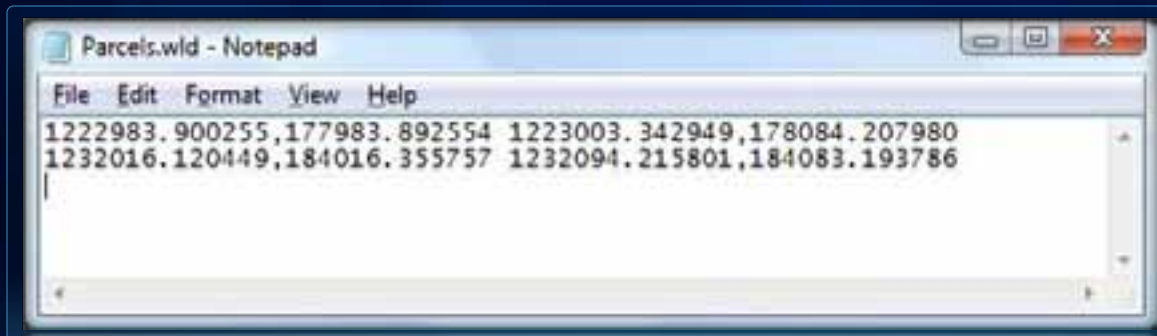 Parcels.wld - Notepad
File Edit Format View Help
1222983.900255,177983.892554 1223003.342949,178084.207980
1232016.120449,184016.355757 1232094.215801,184083.193786